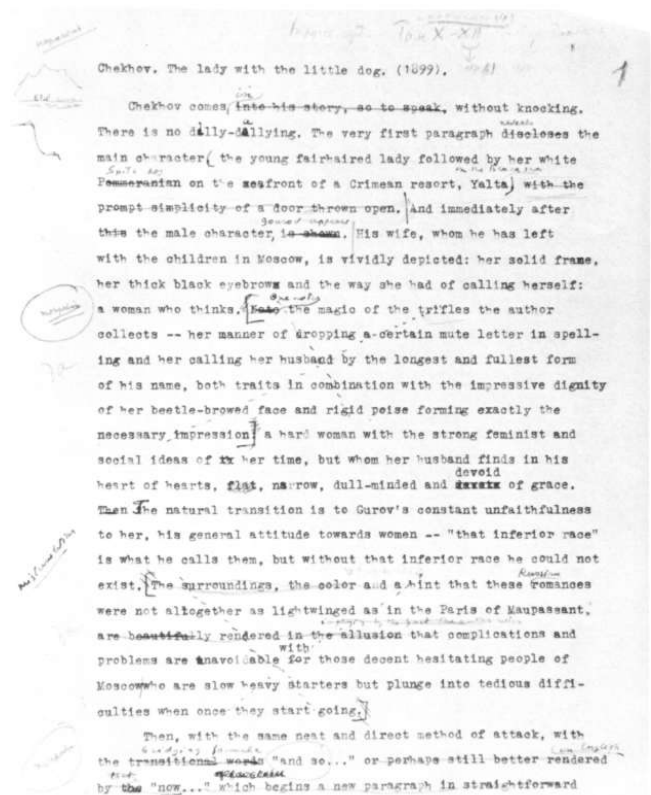 Chekhov. The lady with the little dog. (1899).
1
Chekhov comes into his story, so to speak, without knocking.
There is no dilly-dallying. The very first paragraph discloses the
reveals
main character, the young fairhaired lady followed by her white
Spitz dog
Pommeranian on the seafront of a Crimean resort, Yalta, with the
prompt simplicity of a door thrown open. And immediately after
Gourov appears
this the male character, is shown. His wife, whom he has left
with the children in Moscow, is vividly depicted: her solid frame,
her thick black eyebrows and the way she had of calling herself:
One notes
a woman who thinks. Note the magic of the trifles the author
collects -- her manner of dropping a certain mute letter in spell-
ing and her calling her husband by the longest and fullest form
of his name, both traits in combination with the impressive dignity
of her beetle-browed face and rigid poise forming exactly the
necessary impression] a hard woman with the strong feminist and
social ideas of her time, but whom her husband finds in his
devoid
heart of hearts, flat, narrow, dull-minded and of grace.
Then The natural transition is to Gurov's constant unfaithfulness
to her, his general attitude towards women -- "that inferior race"
is what he calls them, but without that inferior race he could not
Russian
exist. [The surroundings, the color and a hint that these romances
were not altogether as lightwinged as in the Paris of Maupassant,
are beautifully rendered in the allusion that complications and
with
problems are unavoidable for those decent hesitating people of
Moscow who are slow heavy starters but plunge into tedious diffi-
culties when once they start going.]
Then, with the same neat and direct method of attack, with
bridging formula
the transitional words "and so..." or perhaps still better rendered
by the "now..." which begins a new paragraph in straightforward